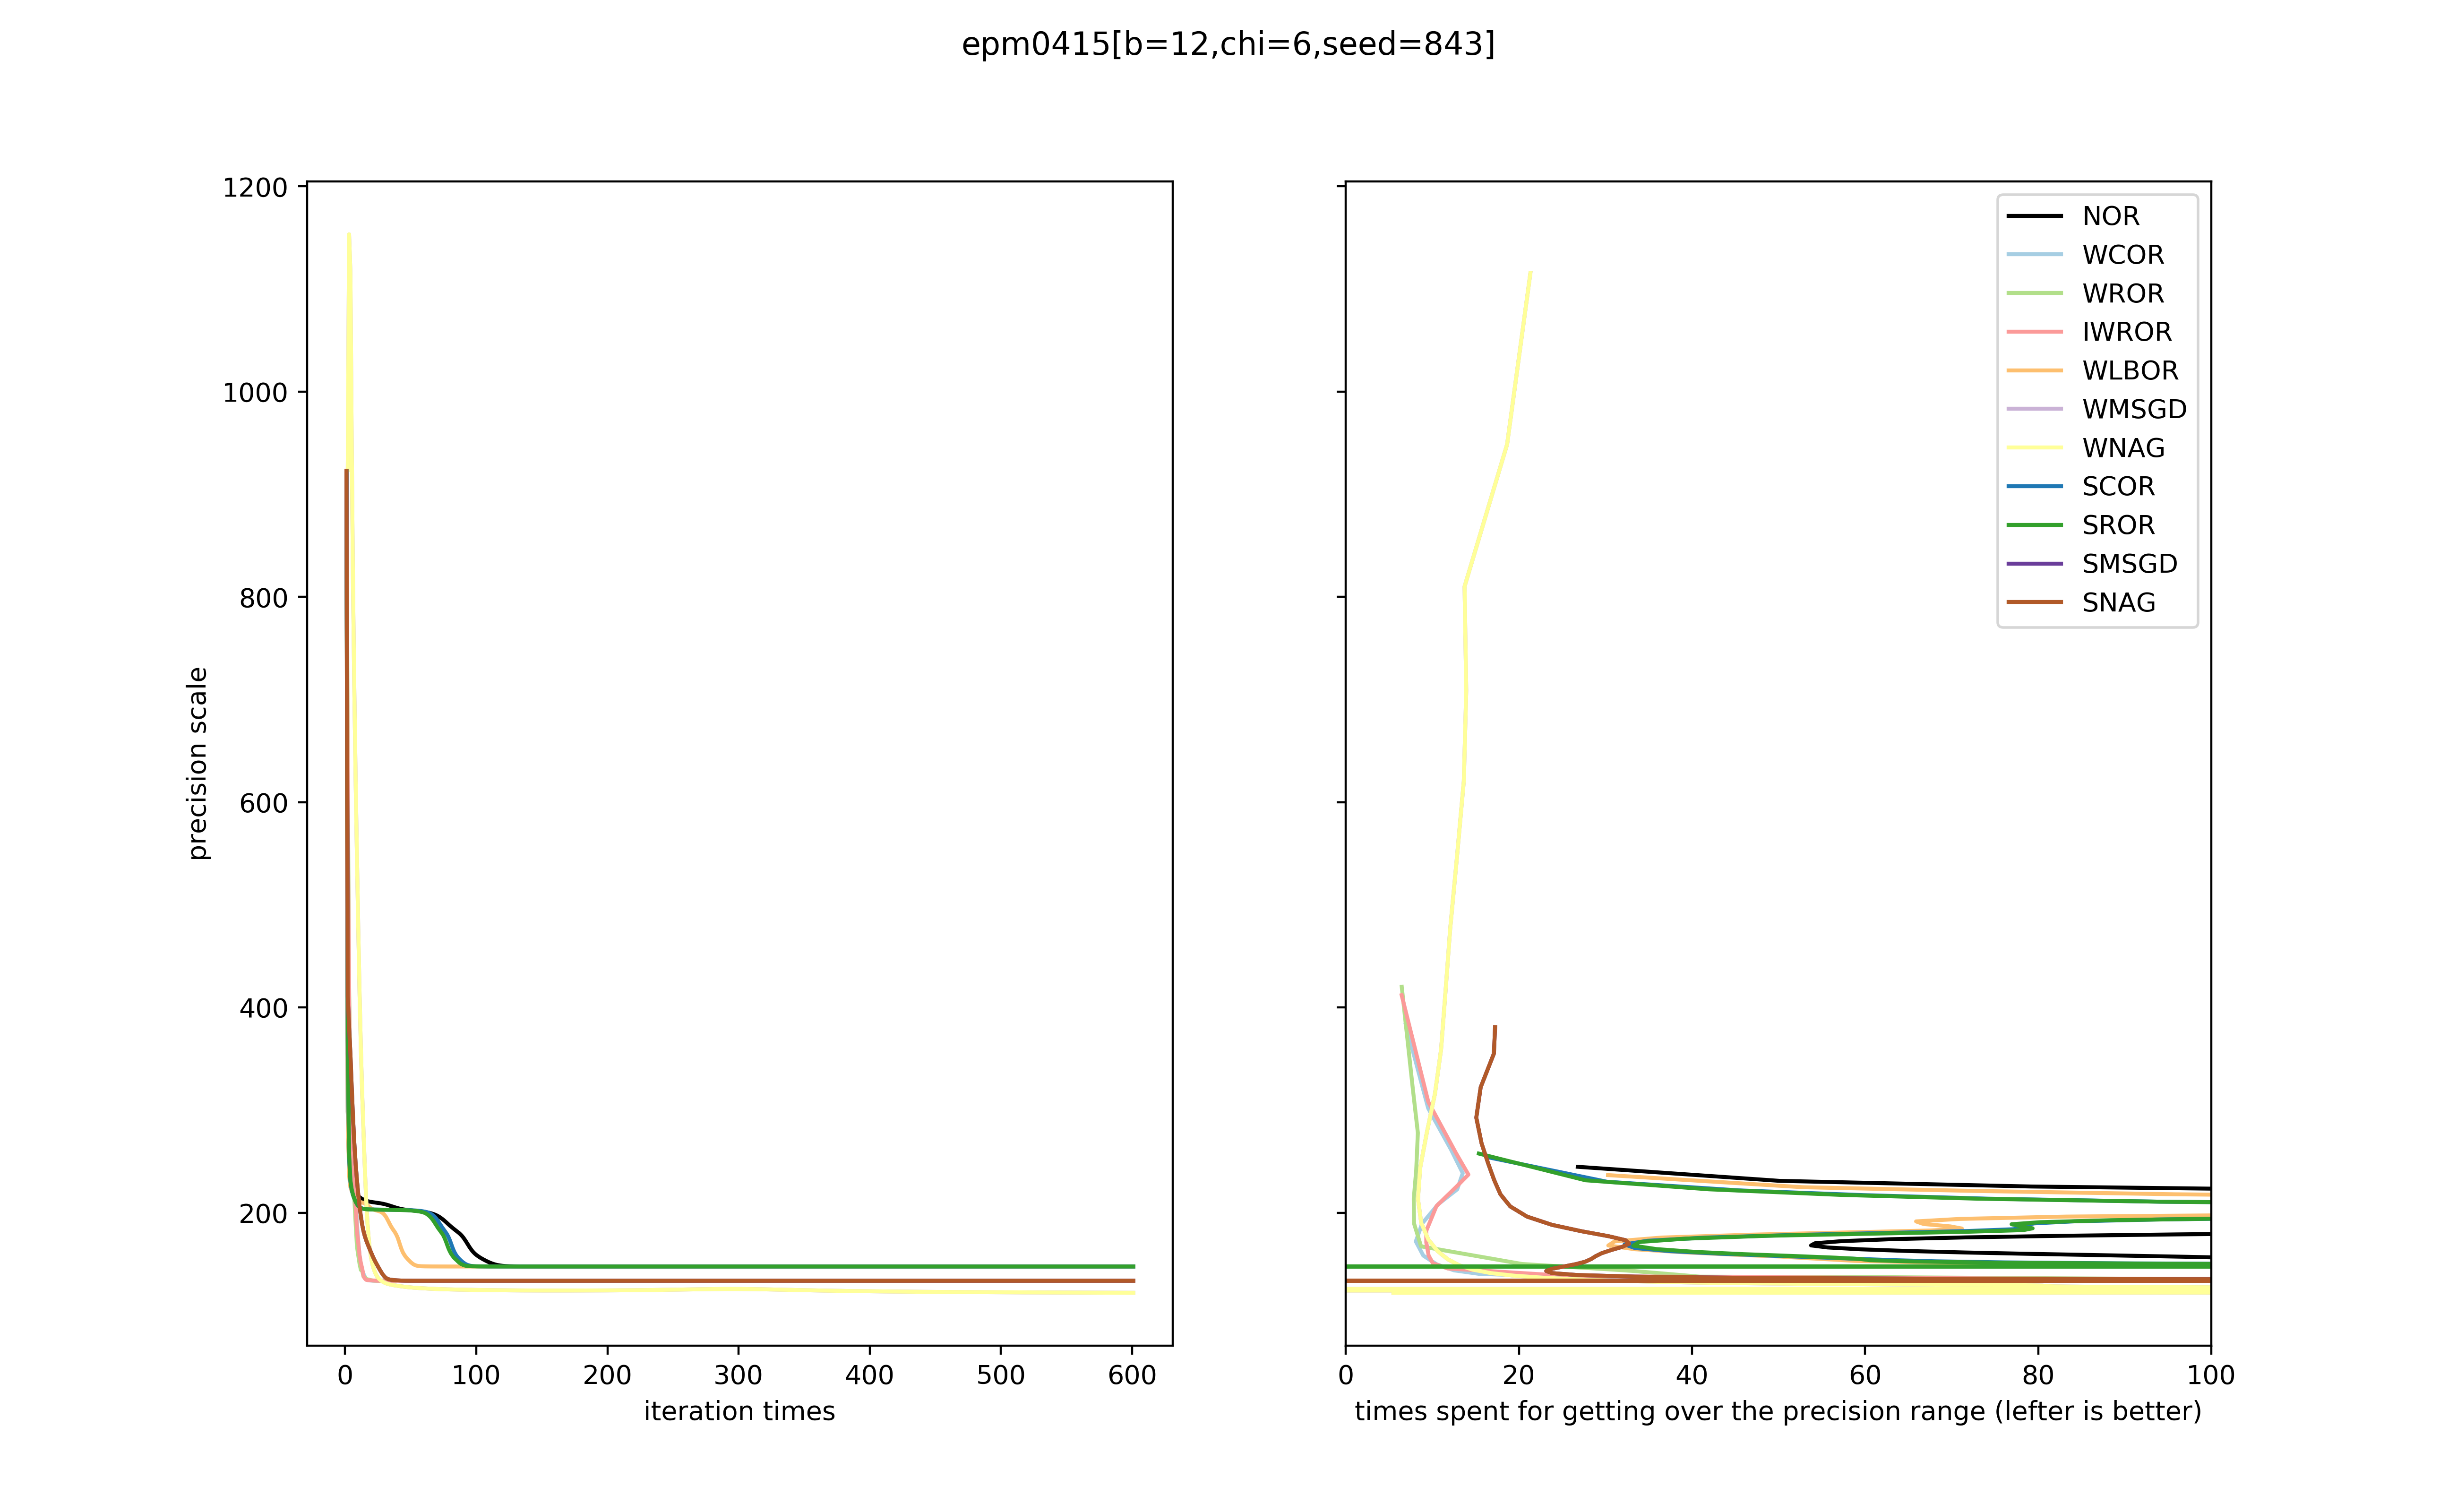 epm0415[b=12,chi=6,seed=843]
precision scale
1200
1000
800
600
400
200
0 100 200 300 400 500 600
iteration times
NOR
WCOR
WROR
IWROR
WLBOR
WMSGD
WNAG
SCOR
SROR
SMSGD
SNAG
0 20 40 60 80 100
times spent for getting over the precision range (lefter is better)